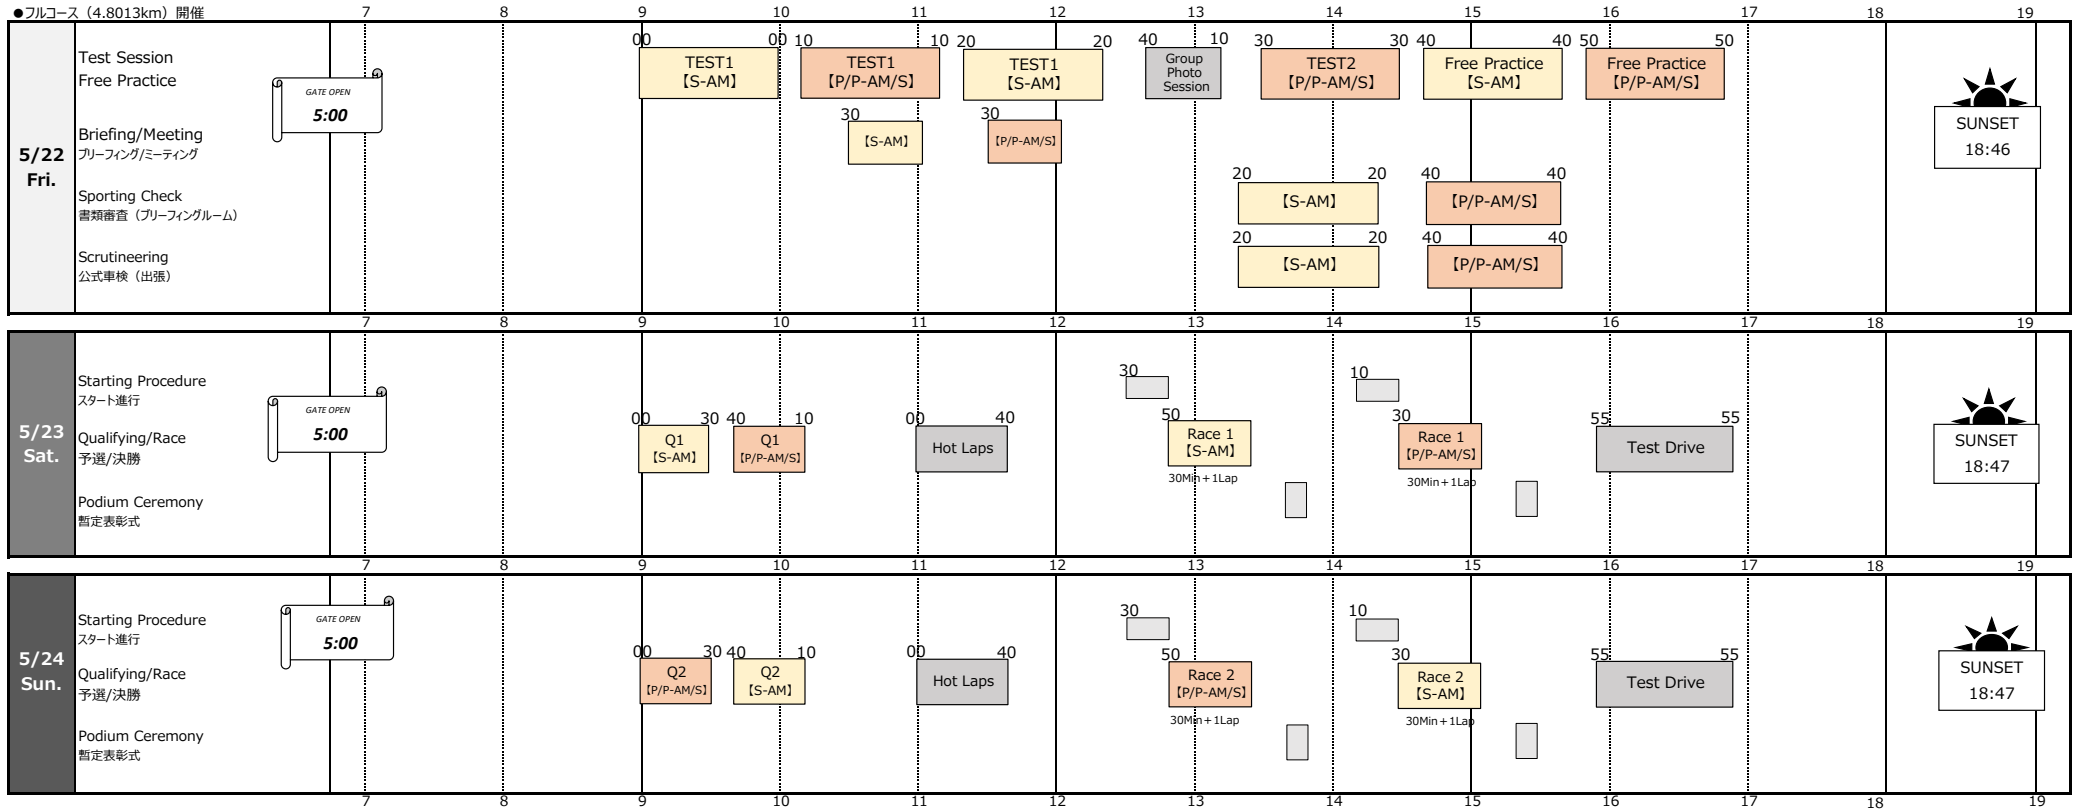 ●フルコース（4.8013km）開催
7 8 9 10 11 12 13 14 15 16 17 18 19
5/22
Fri.
Test Session
Free Practice
GATE OPEN
5:00
00 00 10 10 20 20 40 10 30 30 40 40 50 50
TEST1
【S-AM】
TEST1
【P/P-AM/S】
TEST1
【S-AM】
Group
Photo
Session
TEST2
【P/P-AM/S】
Free Practice
【S-AM】
Free Practice
【P/P-AM/S】
Briefing/Meeting
ブリーフィング/ミーティング
30 30
【S-AM】
【P/P-AM/S】
SUNSET
18:46
Sporting Check
書類審査（ブリーフィングルーム）
20 20 40 40
【S-AM】
【P/P-AM/S】
Scrutineering
公式車検（出張）
20 20 40 40
【S-AM】
【P/P-AM/S】
7 8 9 10 11 12 13 14 15 16 17 18 19
5/23
Sat.
Starting Procedure
スタート進行
30 10
GATE OPEN
5:00
Qualifying/Race
予選/決勝
00 30 40 10 00 40 50 30 55 55
Q1
【S-AM】
Q1
【P/P-AM/S】
Hot Laps
Race 1
【S-AM】
30Min＋1Lap
Race 1
【P/P-AM/S】
30Min＋1Lap
Test Drive
SUNSET
18:47
Podium Ceremony
暫定表彰式
7 8 9 10 11 12 13 14 15 16 17 18 19
5/24
Sun.
Starting Procedure
スタート進行
30 10
GATE OPEN
5:00
Qualifying/Race
予選/決勝
00 30 40 10 00 40 50 30 55 55
Q2
【P/P-AM/S】
Q2
【S-AM】
Hot Laps
Race 2
【P/P-AM/S】
30Min＋1Lap
Race 2
【S-AM】
30Min＋1Lap
Test Drive
SUNSET
18:47
Podium Ceremony
暫定表彰式
7 8 9 10 11 12 13 14 15 16 17 18 19